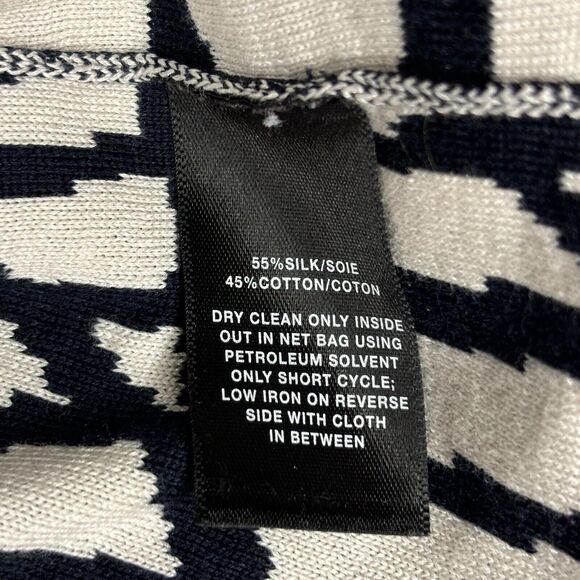 55%SILK/SOIE
45%COTTON/COTON
DRY CLEAN ONLY INSIDE
OUT IN NET BAG USING
PETROLEUM SOLVENT
ONLY SHORT CYCLE;
LOW IRON ON REVERSE
SIDE WITH CLOTH
IN BETWEEN